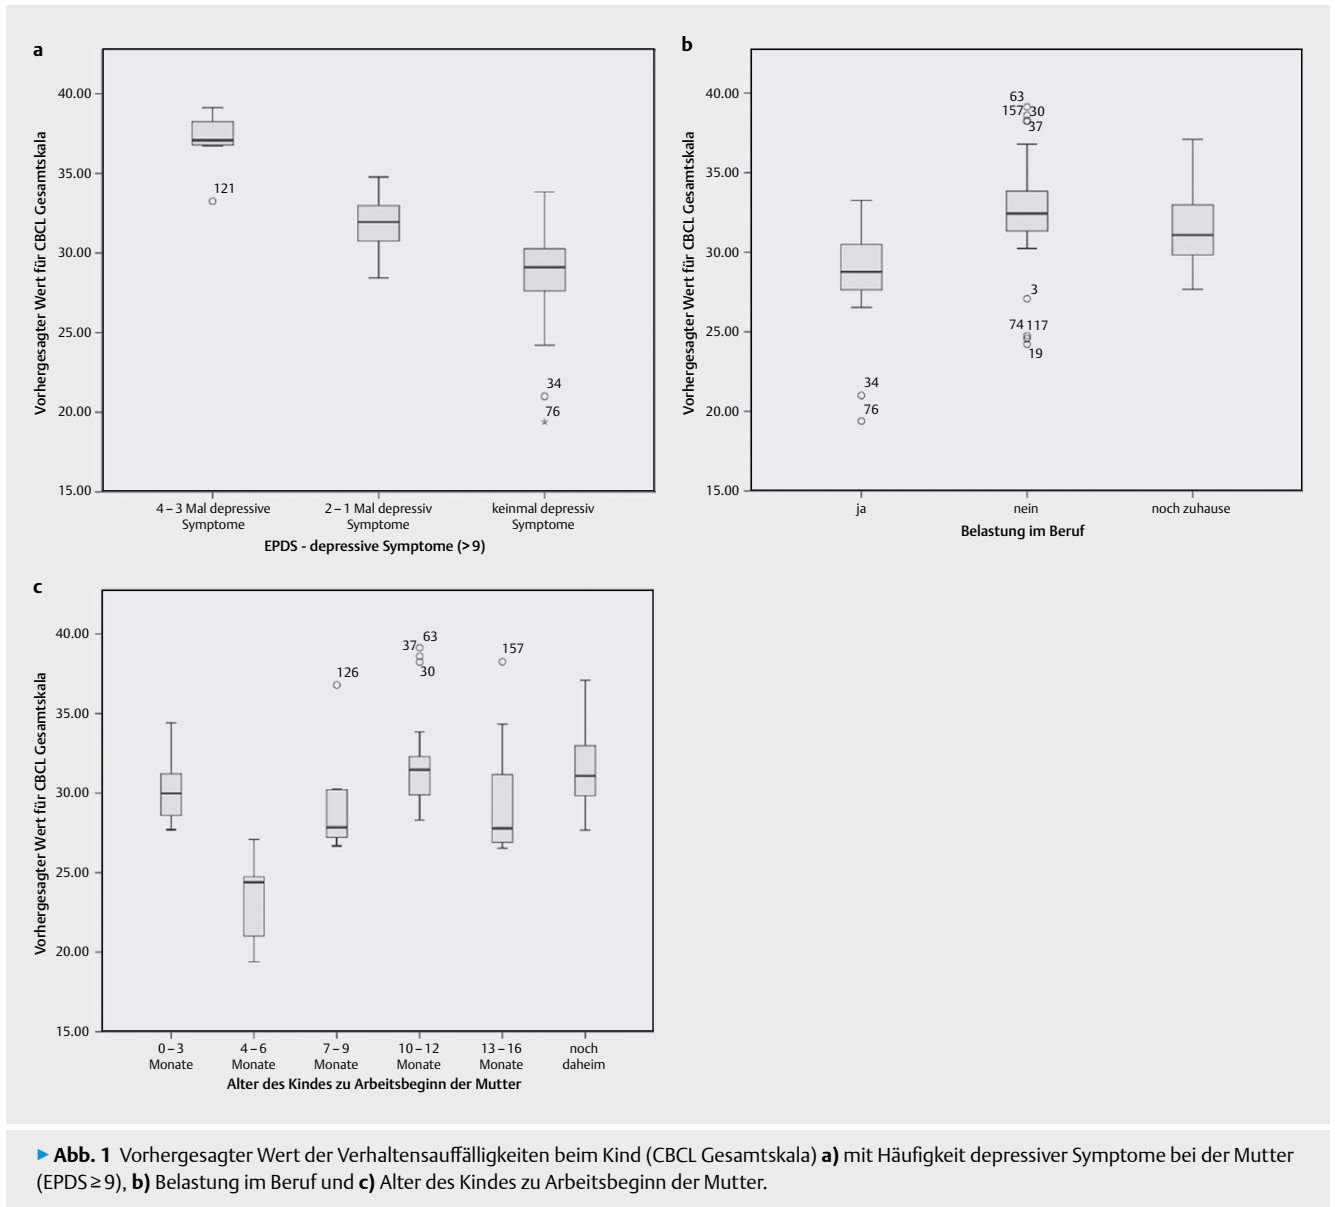 a
Vorhergesagter Wert für CBCL Gesamtskala
40.00
35.00
30.00
25.00
20.00
15.00
121
34
76
4 – 3 Mal depressive
Symptome
2 – 1 Mal depressiv
Symptome
keinmal depressiv
Symptome
EPDS - depressive Symptome (> 9)
b
Vorhergesagter Wert für CBCL Gesamtskala
40.00
35.00
30.00
25.00
20.00
15.00
63
157 30
37
3
74 117
19
34
76
ja
nein
noch zuhause
Belastung im Beruf
c
Vorhergesagter Wert für CBCL Gesamtskala
40.00
35.00
30.00
25.00
20.00
15.00
126
37 63
30
157
0 – 3
Monate
4 – 6
Monate
7 – 9
Monate
10 – 12
Monate
13 – 16
Monate
noch
daheim
Alter des Kindes zu Arbeitsbeginn der Mutter
▶ Abb. 1 Vorhergesagter Wert der Verhaltensauffälligkeiten beim Kind (CBCL Gesamtskala) a) mit Häufigkeit depressiver Symptome bei der Mutter
(EPDS ≥ 9), b) Belastung im Beruf und c) Alter des Kindes zu Arbeitsbeginn der Mutter.